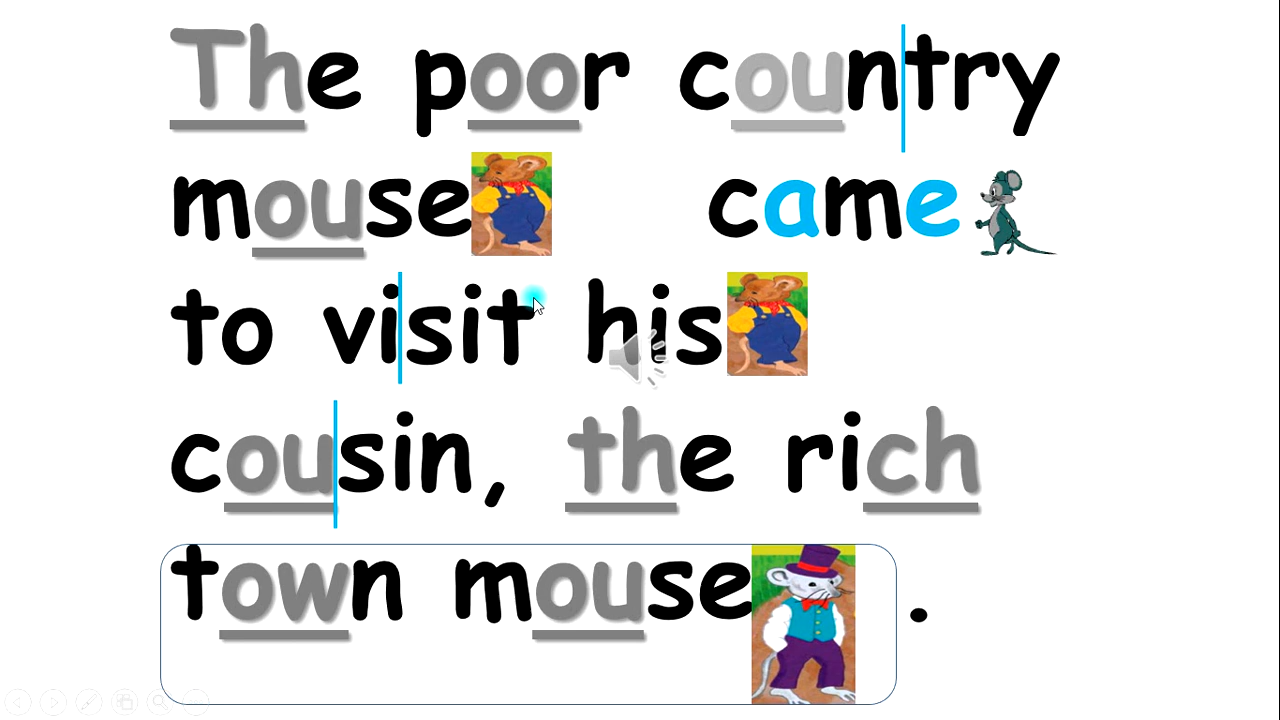 The poor country
mouse came
to visit his
cousin, the rich
town mouse .